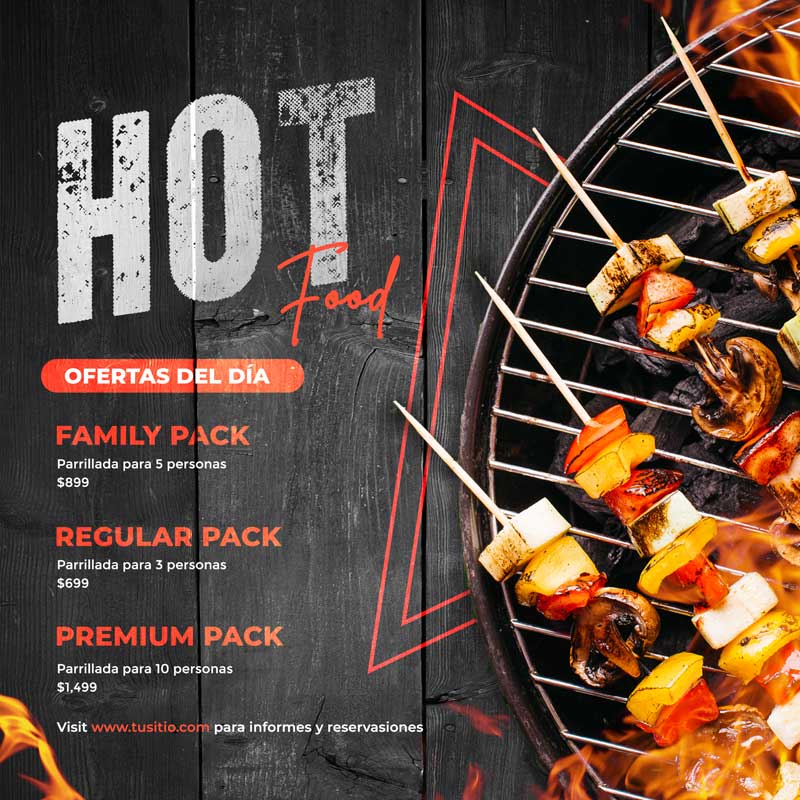 HOT
Food
OFERTAS DEL DÍA
FAMILY PACK
Parrillada para 5 personas
$899
REGULAR PACK
Parrillada para 3 personas
$699
PREMIUM PACK
Parrillada para 10 personas
$1,499
Visit www.tusitio.com para informes y reservasiones